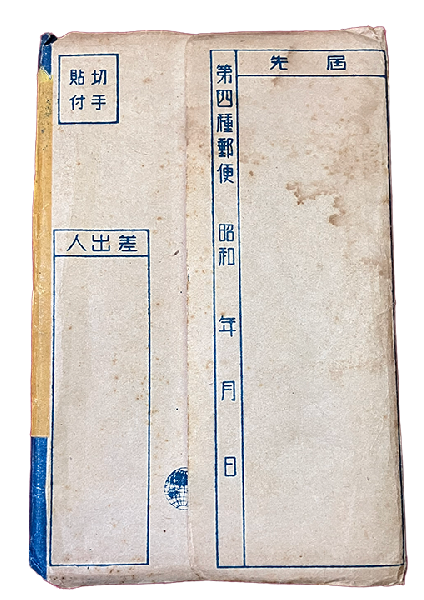 届先
第四種郵便 昭和 年 月 日
切手
貼付
差出人